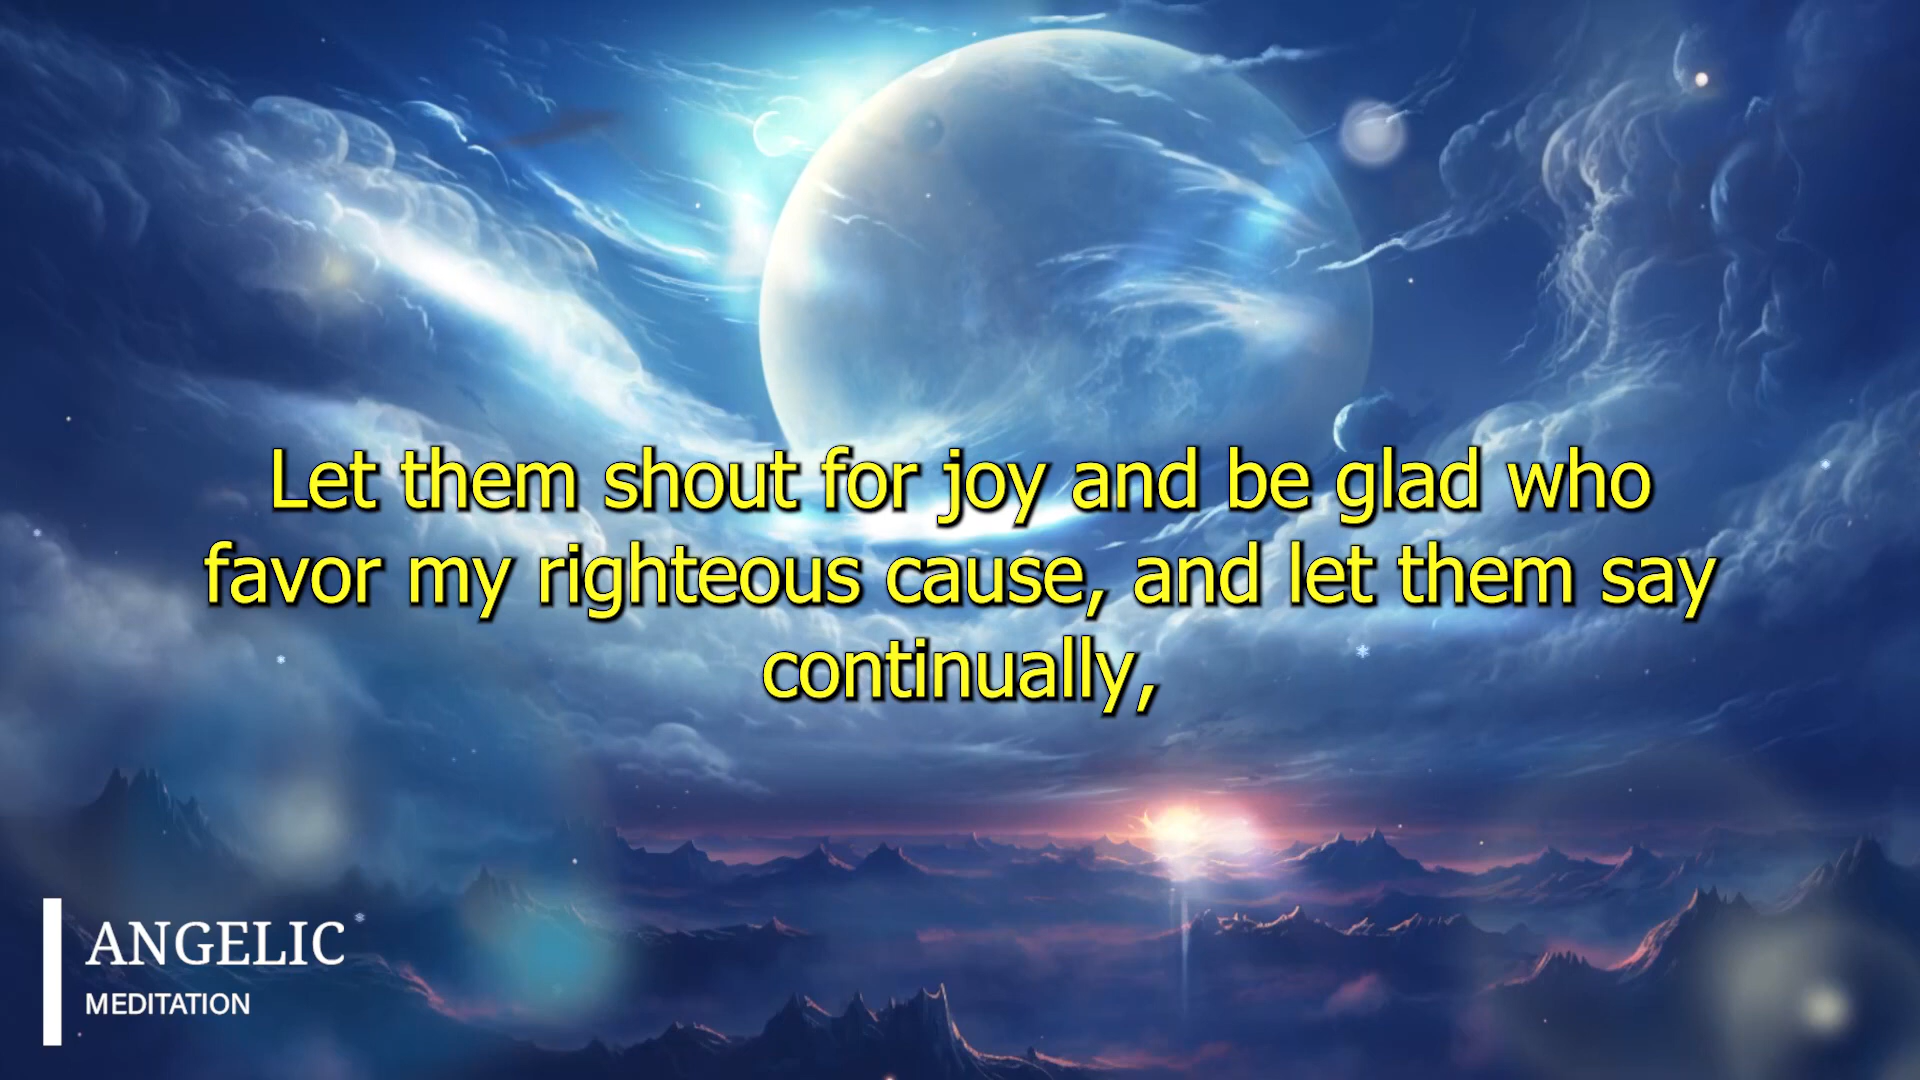 Let them shout for joy and be glad who
favor my righteous cause, and let them say
continually,
ANGELIC
MEDITATION